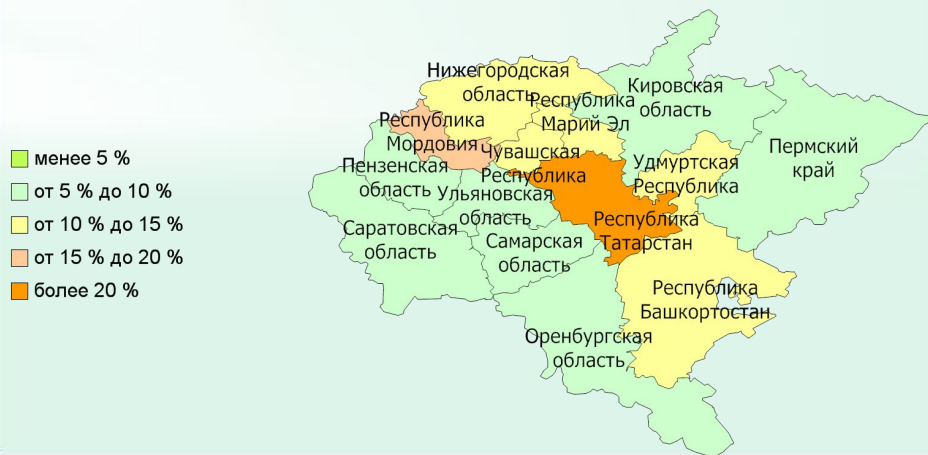 менее 5 %
от 5 % до 10 %
от 10 % до 15 %
от 15 % до 20 %
более 20 %
Нижегородская
область
Республика
Марий Эл
Кировская
область
Пермский
край
Республика
Мордовия
Чувашская
Республика
Удмуртская
Республика
Пензенская
область
Ульяновская
область
Республика
Татарстан
Саратовская
область
Самарская
область
Республика
Башкортостан
Оренбургская
область